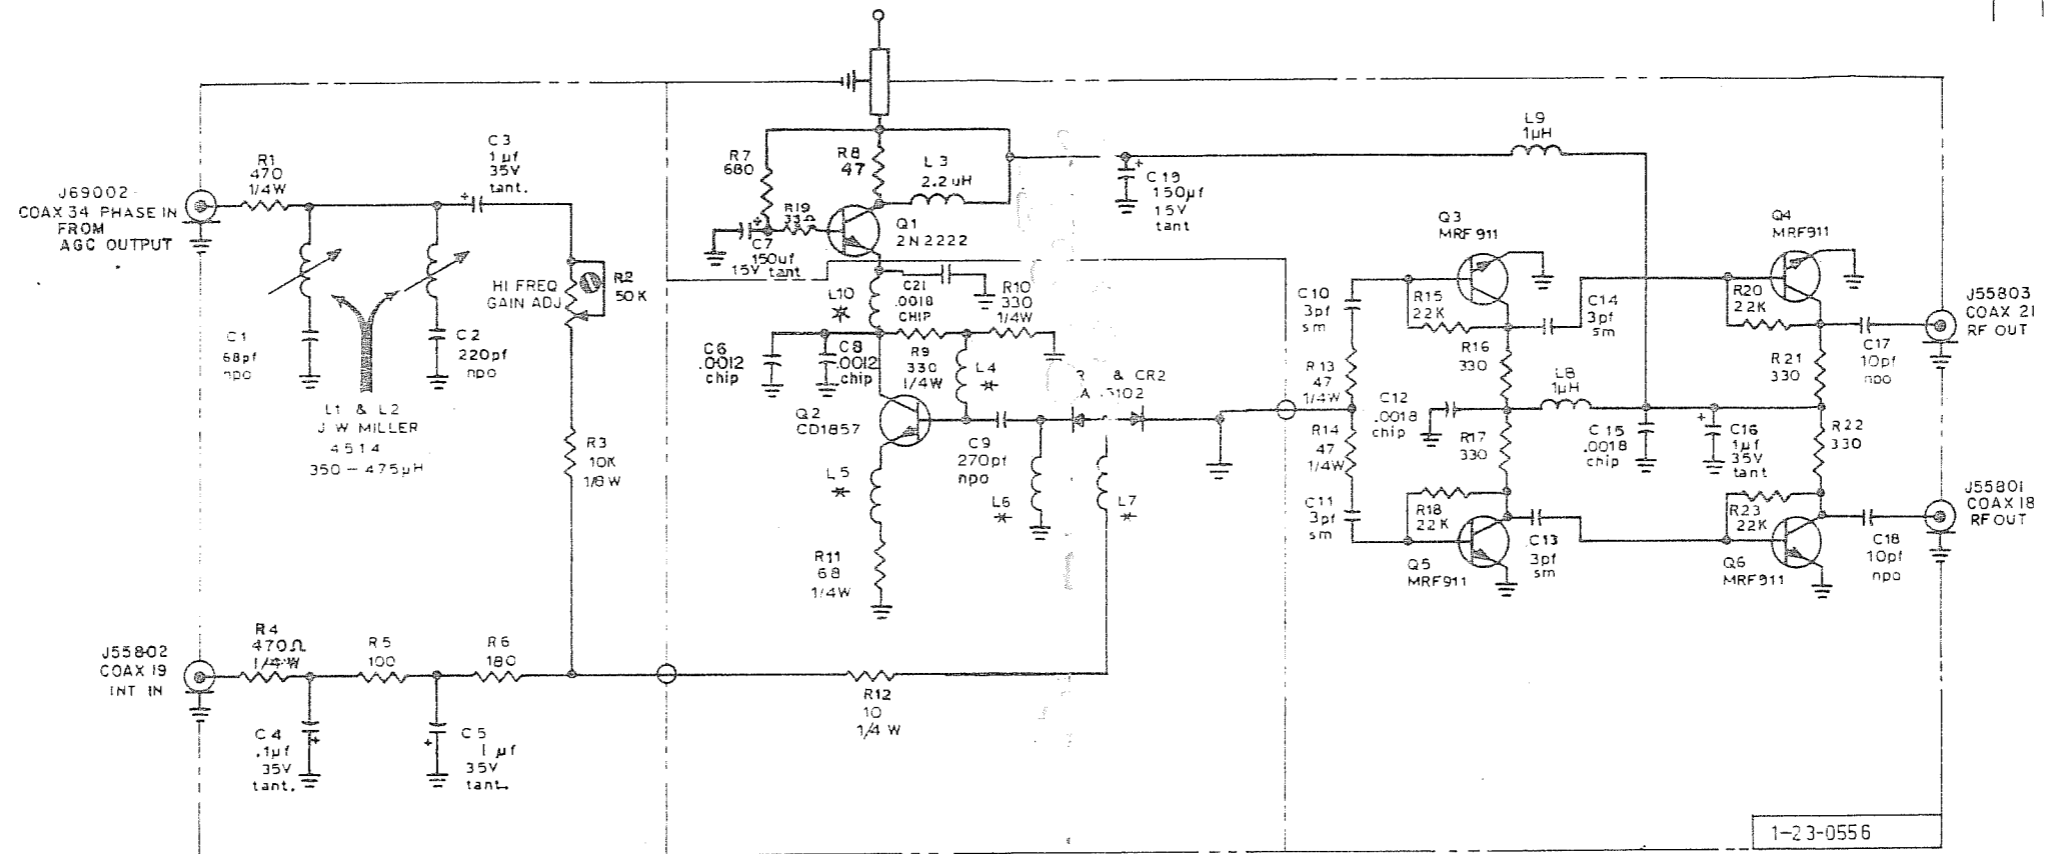 J69002
COAX 34 PHASE IN
FROM
AGC OUTPUT
R1
470
1/4W
C3
1µf
35V
tant.
C1
68pf
npo
C2
220pf
npo
L1 & L2
J W MILLER
4514
350 - 475µH
HI FREQ
GAIN ADJ
R2
50K
R3
10K
1/8W
J55802
COAX 19
INT IN
R4
470Ω
1/4W
R5
100
R6
180
C4
.1µf
35V
tant.
C5
1µf
35V
tant.
R7
680
R8
47
L3
2.2uH
R19
33Ω
Q1
2N2222
C7
150uf
15V tant
L10
*
C21
.0018
CHIP
R10
330
1/4W
C6
.0012
chip
C8
.0012
chip
R9
330
1/4W
L4
*
& CR2
5102
Q2
CD1857
C9
270pf
npo
L5
*
L6
*
L7
*
R11
68
1/4W
R12
10
1/4W
C19
150µf
15V
tant
L9
1µH
C10
3pf
sm
R13
47
1/4W
R14
47
1/4W
C11
3pf
sm
Q3
MRF911
R15
22K
C14
3pf
sm
R16
330
L8
1µH
C12
.0018
chip
R17
330
R18
22K
Q5
MRF911
C13
3pf
sm
C15
.0018
chip
C16
1µf
35V
tant
Q4
MRF911
R20
22K
R21
330
R22
330
R23
22K
Q6
MRF911
C17
10pf
npo
C18
10pf
npo
J55803
COAX 21
RF OUT
J55801
COAX 18
RF OUT
1-23-0556